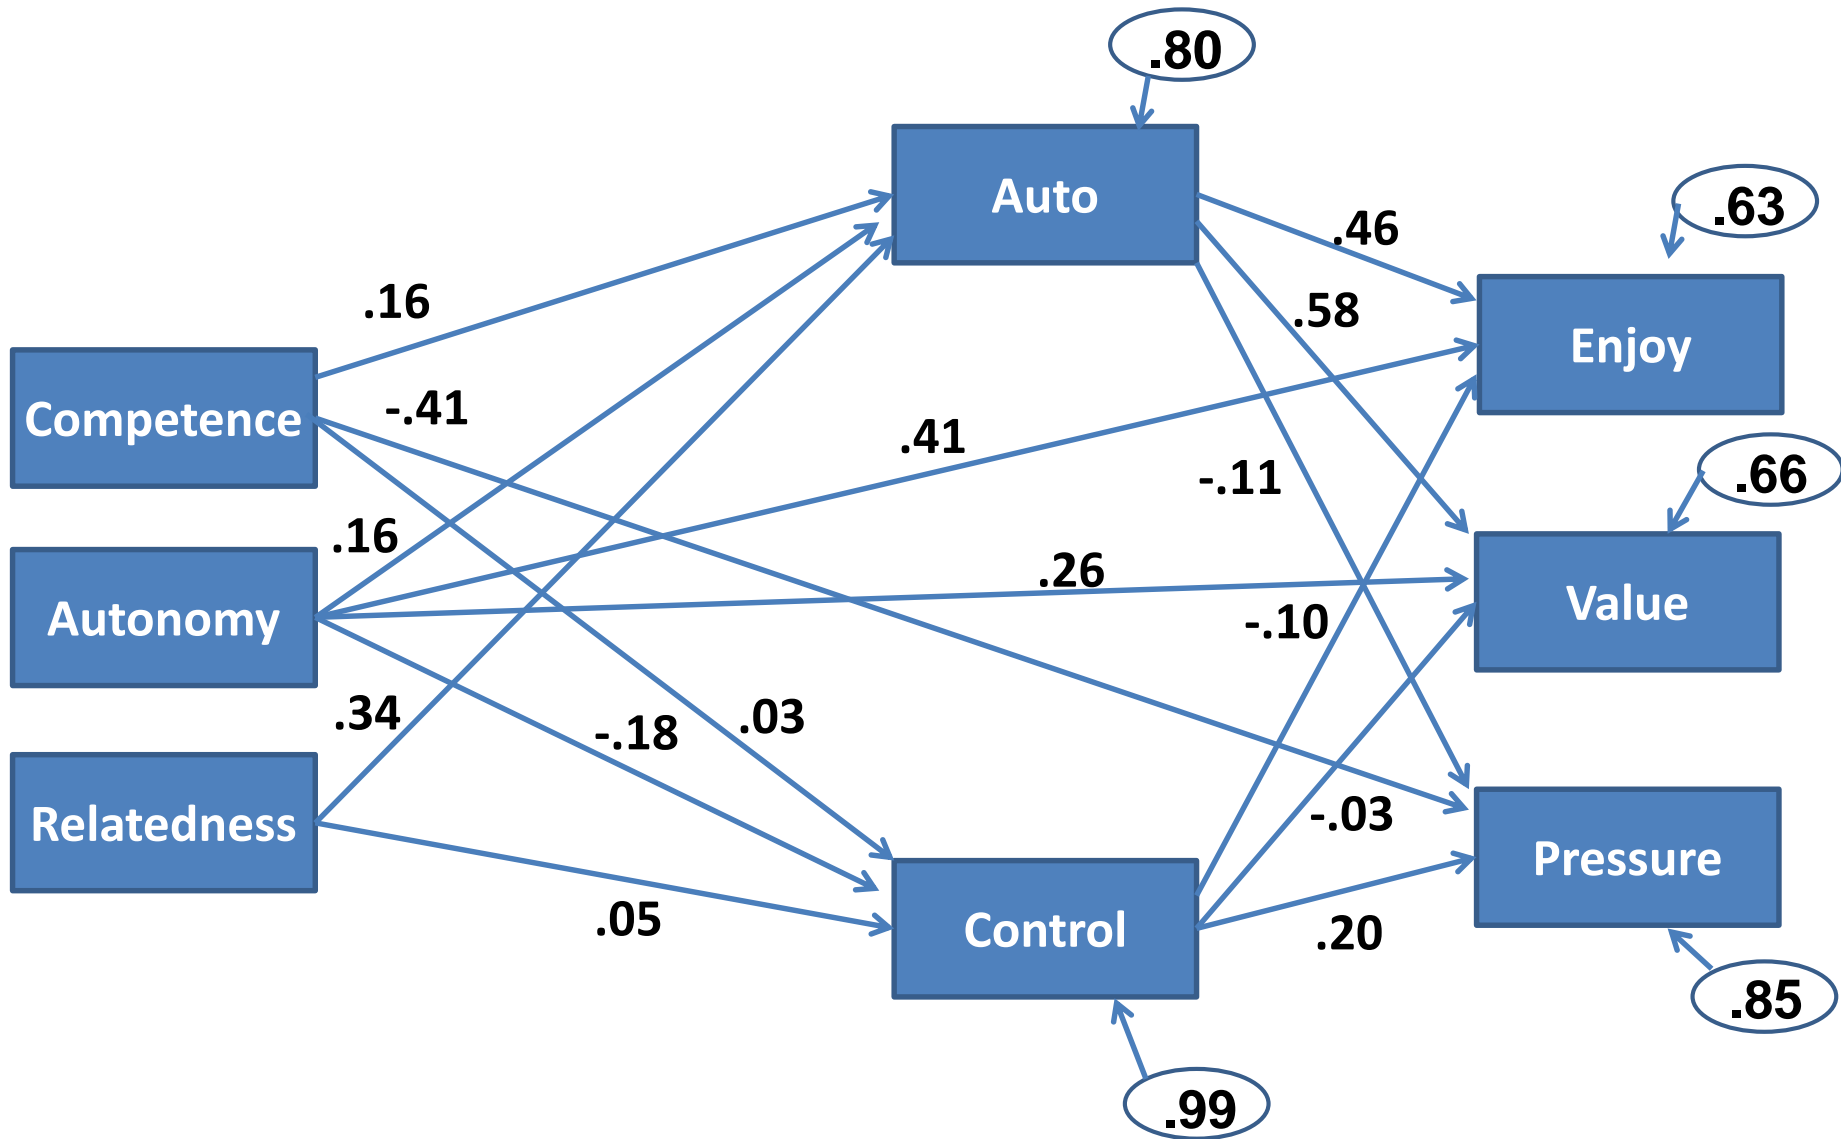 .80
Auto
.63
.46
.16
.58
Enjoy
-.41
Competence
.41
.66
-.11
.16
.26
Autonomy
Value
-.10
.34
-.18
.03
Relatedness
-.03
Pressure
.05
Control
.20
.85
.99